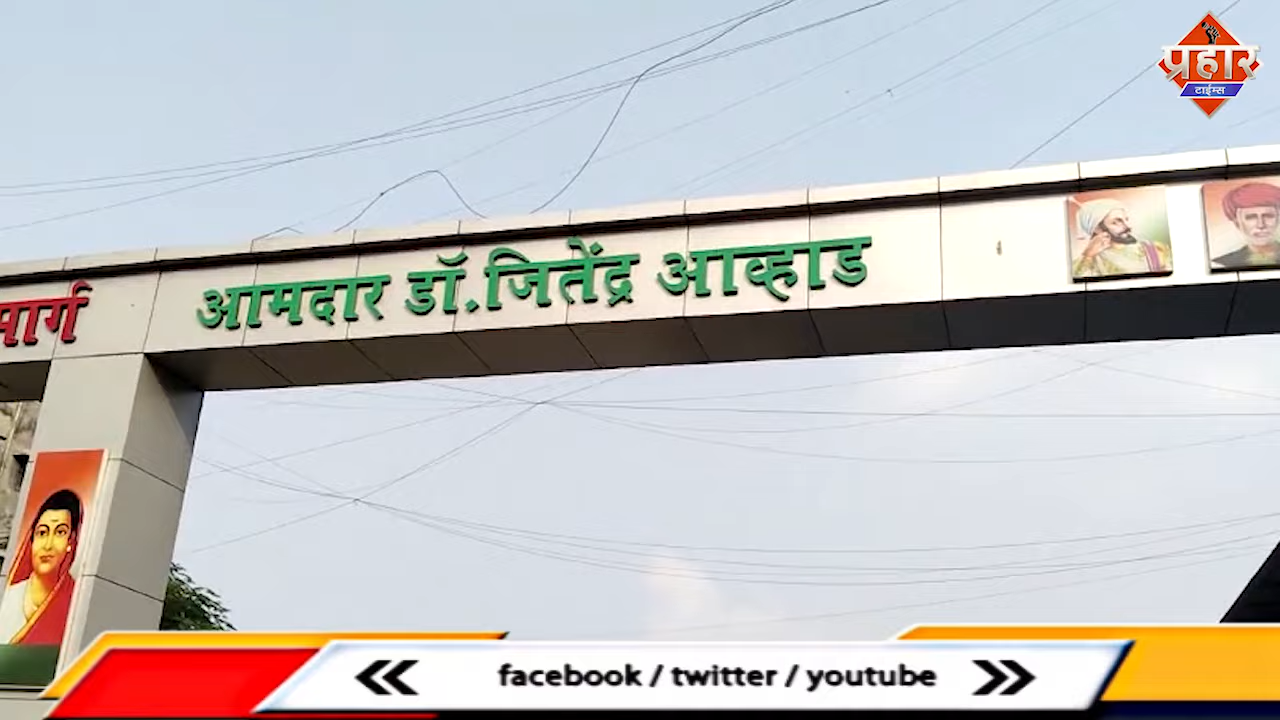 प्रहार
टाईम्स
मार्ग
आमदार डॉ.जितेंद्र आव्हाड
facebook / twitter / youtube